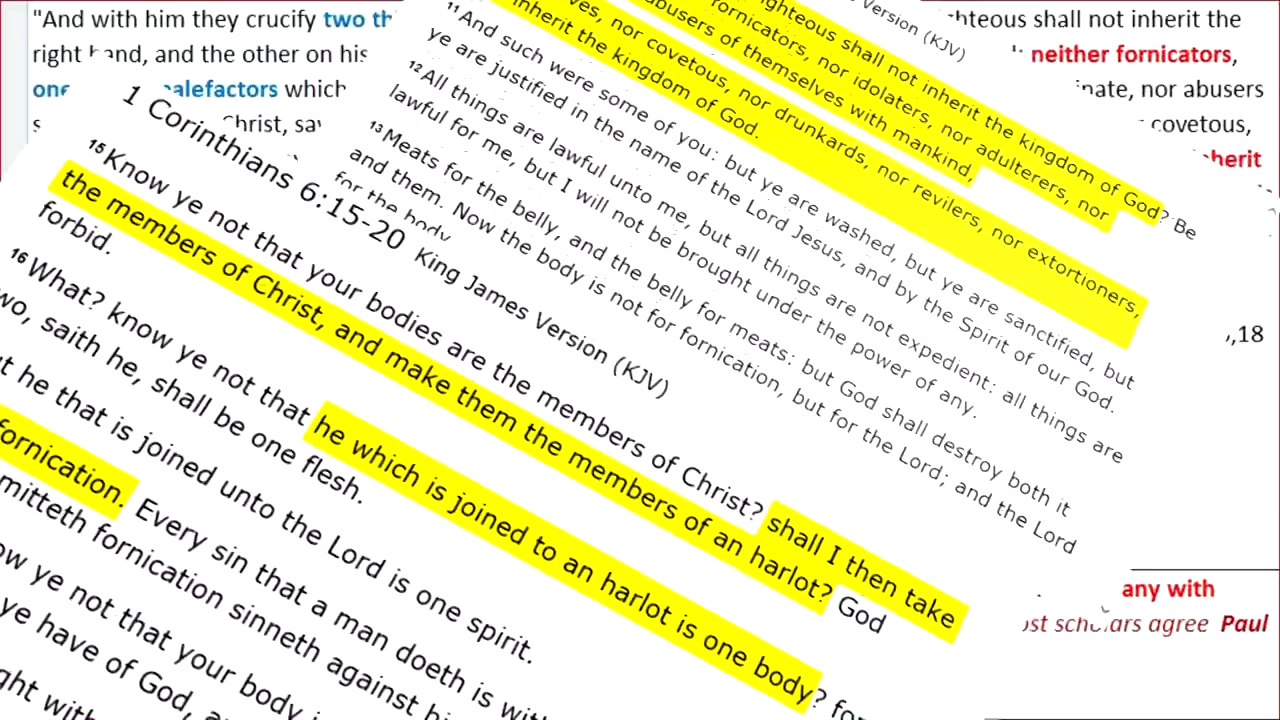 "And with him they crucify two
right hand, and the other on his
alefactors which
Christ,
righteous shall not inherit the
neither fornicators,
nor abusers
covetous,
,18
any with
scholars agree Paul
Version (KJV)
righteous shall not inherit the kingdom of God? Be
fornicators, nor idolaters, nor adulterers, nor
abusers of themselves with mankind,
nor covetous, nor drunkards, nor revilers, nor extortioners,
inherit the kingdom of God.
11 And such were some of you: but ye are washed, but ye are sanctified, but
ye are justified in the name of the Lord Jesus, and by the Spirit of our God.
12 All things are lawful unto me, but all things are not expedient: all things are
lawful for me, but I will not be brought under the power of any.
13 Meats for the belly, and the belly for meats: but God shall destroy both it
and them. Now the body is not for fornication, but for the Lord; and the Lord
for the body
1 Corinthians 6:15-20 King James Version (KJV)
15 Know ye not that your bodies are the members of Christ? shall I then take
the members of Christ, and make them the members of an harlot? God
forbid.
16 What? know ye not that he which is joined to an harlot is one body? for
two, saith he, shall be one flesh.
he that is joined unto the Lord is one spirit.
fornication. Every sin that a man doeth is
mitteth fornication sinneth against
ye not that your body
ye have of God,